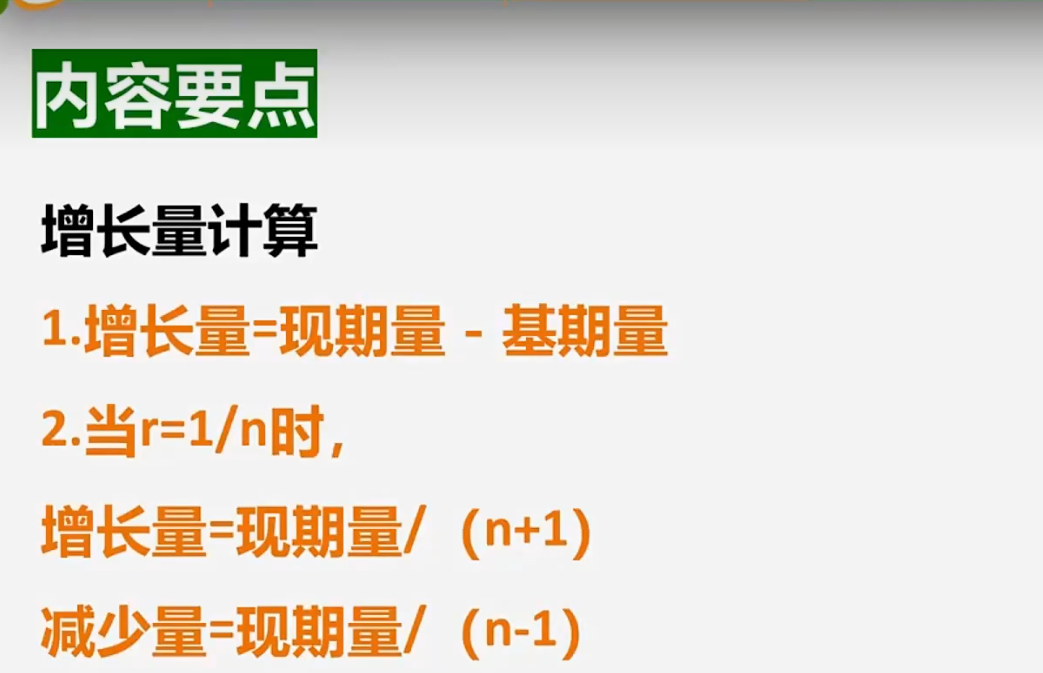 内容要点
增长量计算
1.增长量=现期量 - 基期量
2.当r=1/n时，
增长量=现期量/（n+1）
减少量=现期量/（n-1）